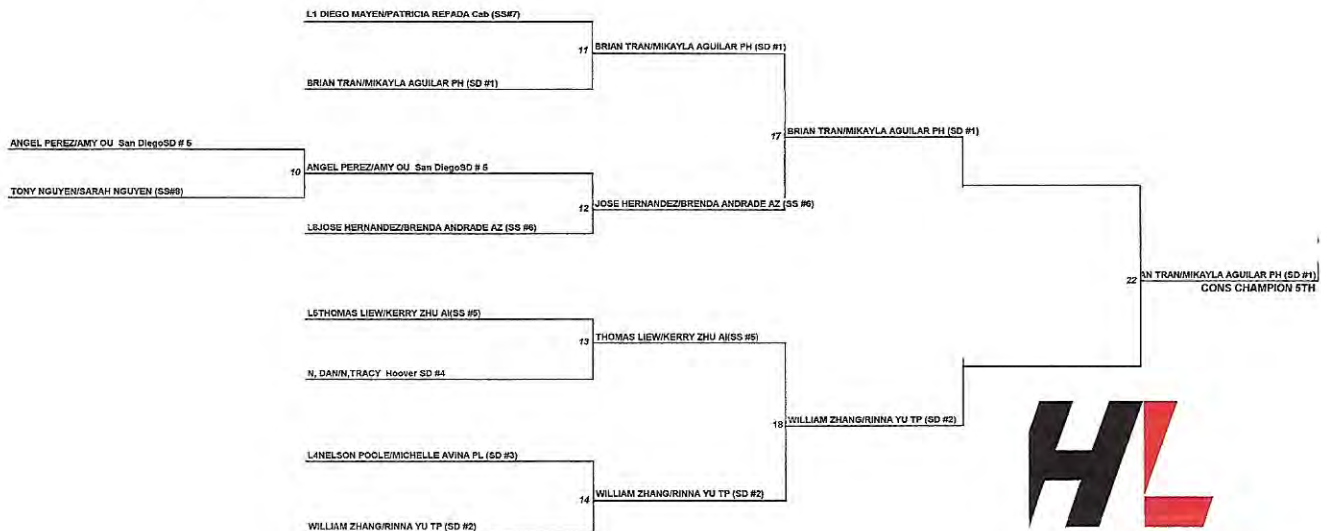 L1 DIEGO MAYEN/PATRICIA REPADA Cab (SS#7)
11 BRIAN TRAN/MIKAYLA AGUILAR PH (SD #1)
BRIAN TRAN/MIKAYLA AGUILAR PH (SD #1)
17 BRIAN TRAN/MIKAYLA AGUILAR PH (SD #1)
ANGEL PEREZ/AMY OU San DiegoSD # 5
10 ANGEL PEREZ/AMY OU San DiegoSD # 5
TONY NGUYEN/SARAH NGUYEN (SS#8)
12 JOSE HERNANDEZ/BRENDA ANDRADE AZ (SS #6)
L8JOSE HERNANDEZ/BRENDA ANDRADE AZ (SS #6)
22 AN TRAN/MIKAYLA AGUILAR PH (SD #1)
CONS CHAMPION 5TH
L5THOMAS LIEW/KERRY ZHU AI(SS #5)
13 THOMAS LIEW/KERRY ZHU AI(SS #5)
N, DAN/N,TRACY Hoover SD #4
18 WILLIAM ZHANG/RINNA YU TP (SD #2)
L4NELSON POOLE/MICHELLE AVINA PL (SD #3)
14 WILLIAM ZHANG/RINNA YU TP (SD #2)
WILLIAM ZHANG/RINNA YU TP (SD #2)
HL